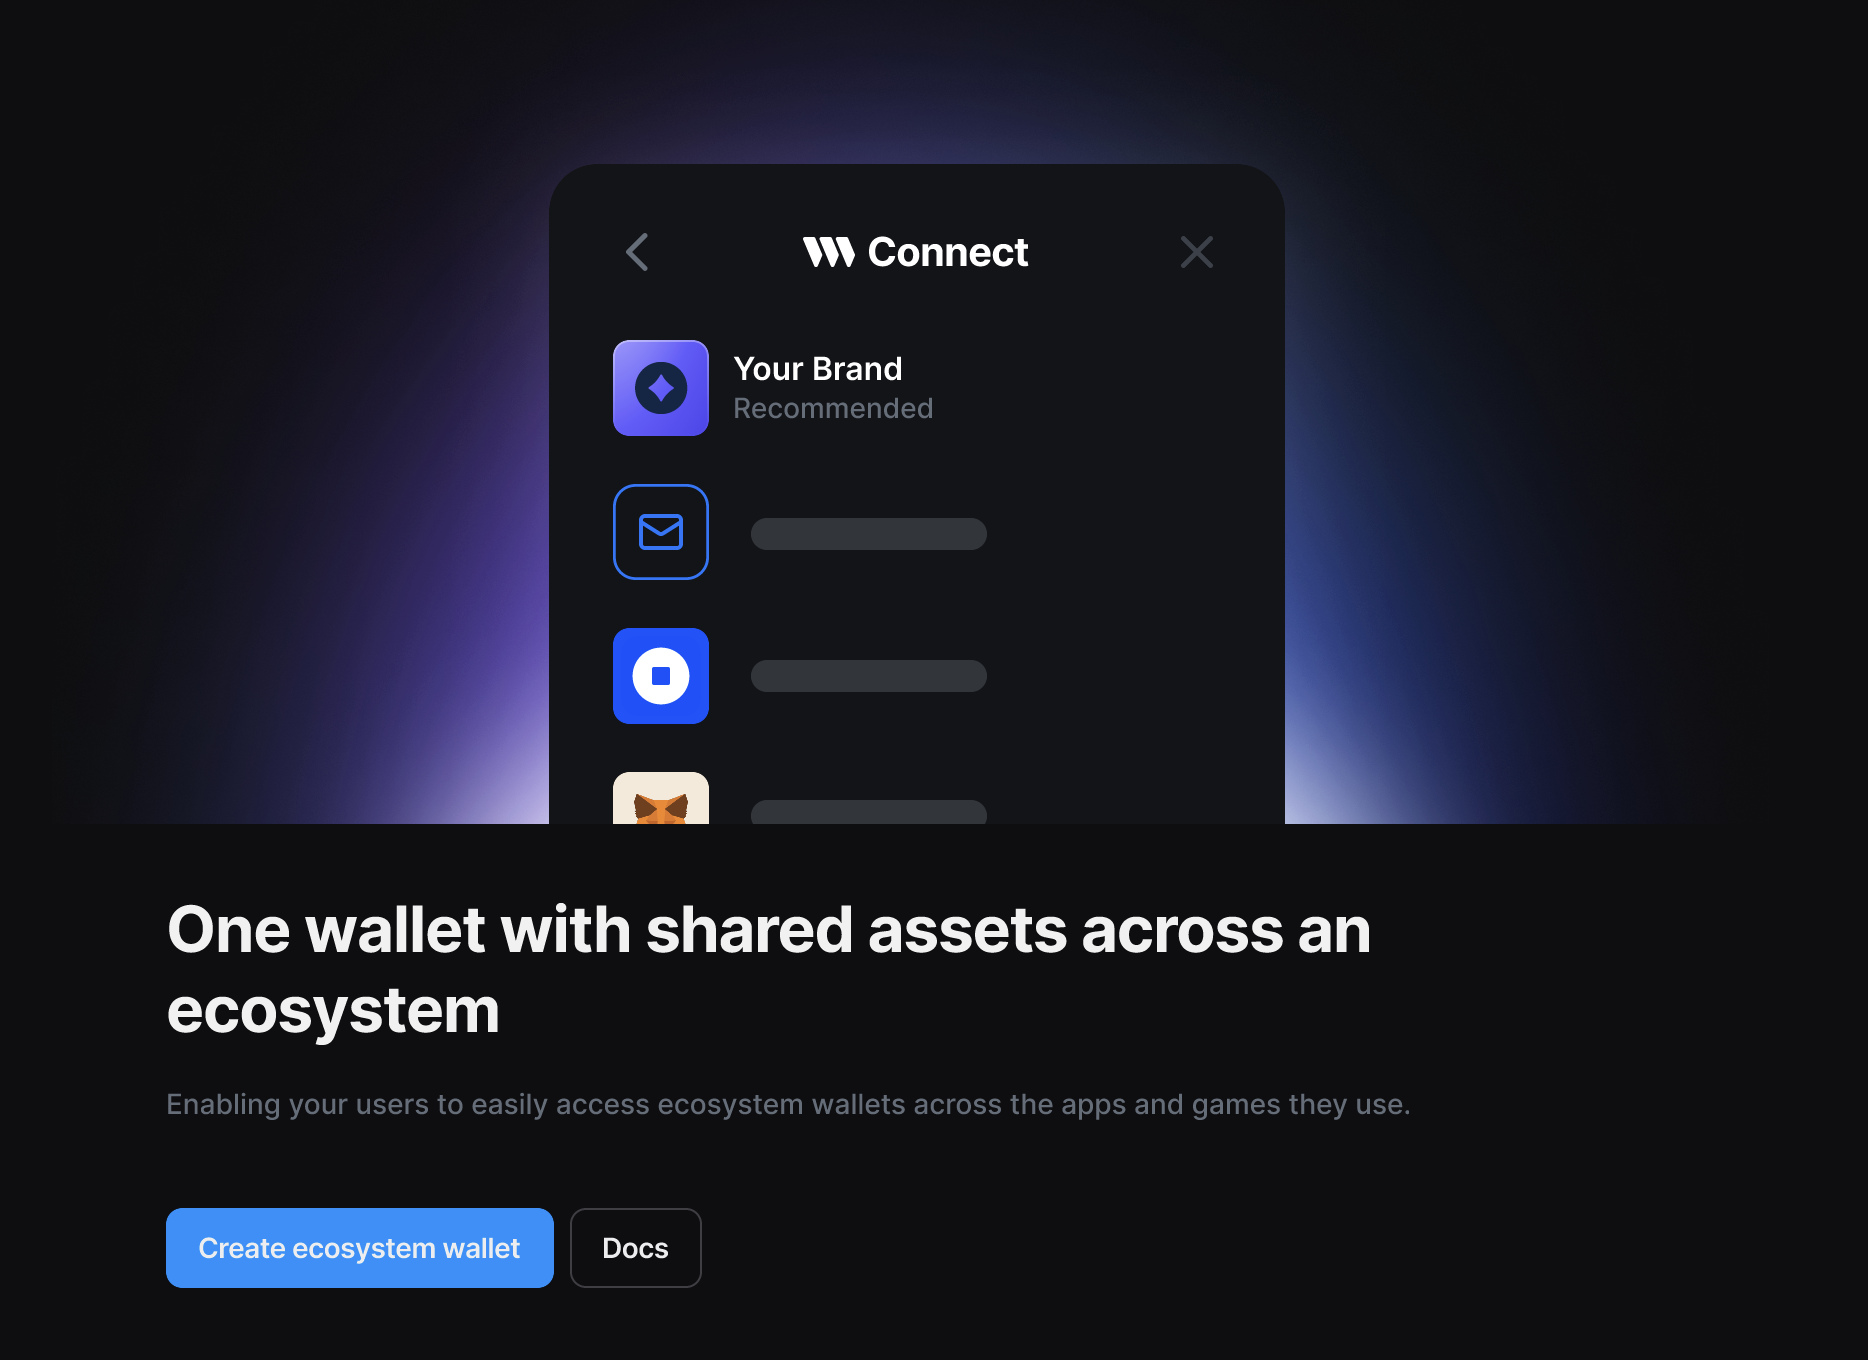 Connect
Your Brand
Recommended
One wallet with shared assets across an
ecosystem
Enabling your users to easily access ecosystem wallets across the apps and games they use.
Create ecosystem wallet
Docs